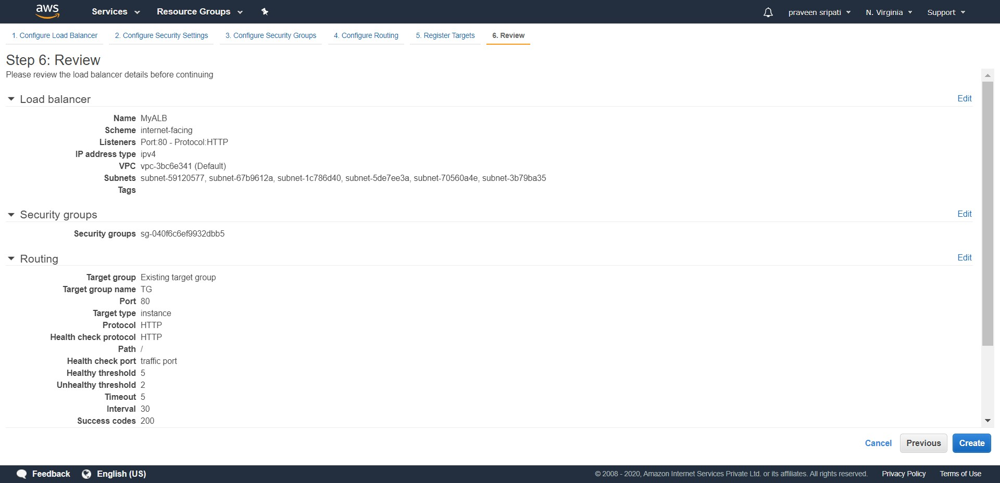 aws Services Resource Groups praveen sripati N. Virginia Support
1. Configure Load Balancer 2. Configure Security Settings 3. Configure Security Groups 4. Configure Routing 5. Register Targets 6. Review
Step 6: Review
Please review the load balancer details before continuing
Load balancer Edit
Name MyALB
Scheme internet-facing
Listeners Port:80 - Protocol:HTTP
IP address type ipv4
VPC vpc-3bc6e341 (Default)
Subnets subnet-59120577, subnet-67b9612a, subnet-1c786d40, subnet-5de7ee3a, subnet-70560a4e, subnet-3b79ba35
Tags
Security groups Edit
Security groups sg-040f6c6ef9932dbb5
Routing Edit
Target group Existing target group
Target group name TG
Port 80
Target type instance
Protocol HTTP
Health check protocol HTTP
Path /
Health check port traffic port
Healthy threshold 5
Unhealthy threshold 2
Timeout 5
Interval 30
Success codes 200
Cancel Previous Create
Feedback English (US) © 2008 - 2020, Amazon Internet Services Private Ltd. or its affiliates. All rights reserved. Privacy Policy Terms of Use